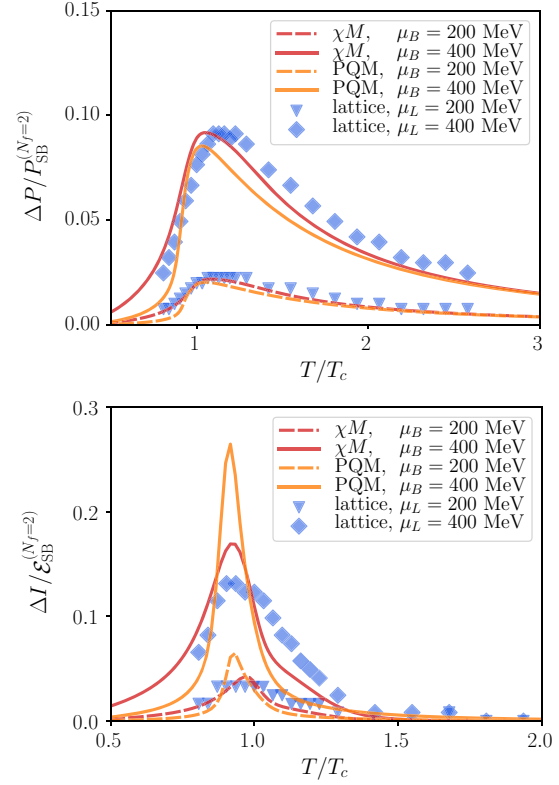 0.15
0.10
0.05
0.00
ΔP/P_SB^(N_f=2)
χM, μ_B = 200 MeV
χM, μ_B = 400 MeV
PQM, μ_B = 200 MeV
PQM, μ_B = 400 MeV
lattice, μ_L = 200 MeV
lattice, μ_L = 400 MeV
1 2 3
T/T_c
0.3
0.2
0.1
0.0
ΔI/ℰ_SB^(N_f=2)
χM, μ_B = 200 MeV
χM, μ_B = 400 MeV
PQM, μ_B = 200 MeV
PQM, μ_B = 400 MeV
lattice, μ_L = 200 MeV
lattice, μ_L = 400 MeV
0.5 1.0 1.5 2.0
T/T_c